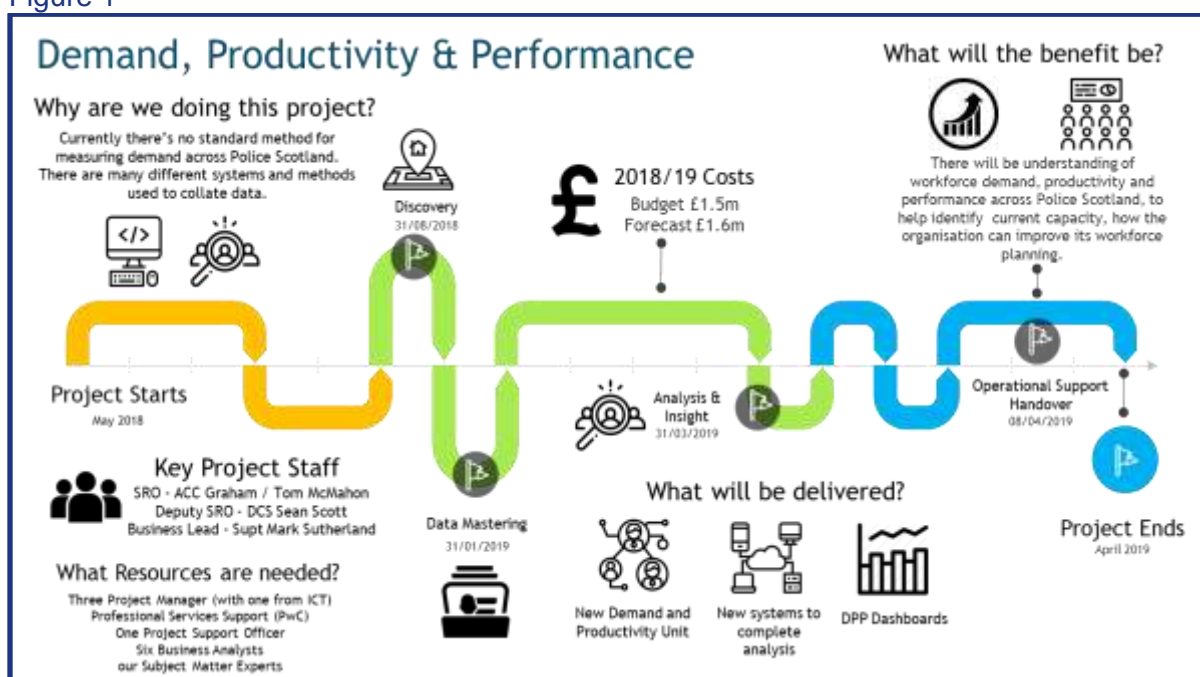 Figure 1
Demand, Productivity & Performance
Why are we doing this project?
Currently there's no standard method for
measuring demand across Police Scotland.
There are many different systems and methods
used to collate data.
Discovery
31/08/2018
2018/19 Costs
Budget £1.5m
Forecast £1.6m
What will the benefit be?
There will be understanding of
workforce demand, productivity and
performance across Police Scotland, to
help identify current capacity, how the
organisation can improve its workforce
planning.
Project Starts
May 2018
Key Project Staff
SRO - ACC Graham / Tom McMahon
Deputy SRO - DCS Sean Scott
Business Lead - Supt Mark Sutherland
What Resources are needed?
Three Project Manager (with one from ICT)
Professional Services Support (PwC)
One Project Support Officer
Six Business Analysts
our Subject Matter Experts
Data Mastering
31/01/2019
Analysis &
Insight
31/03/2019
What will be delivered?
New Demand and
Productivity Unit
New systems to
complete
analysis
DPP Dashboards
Operational Support
Handover
08/04/2019
Project Ends
April 2019